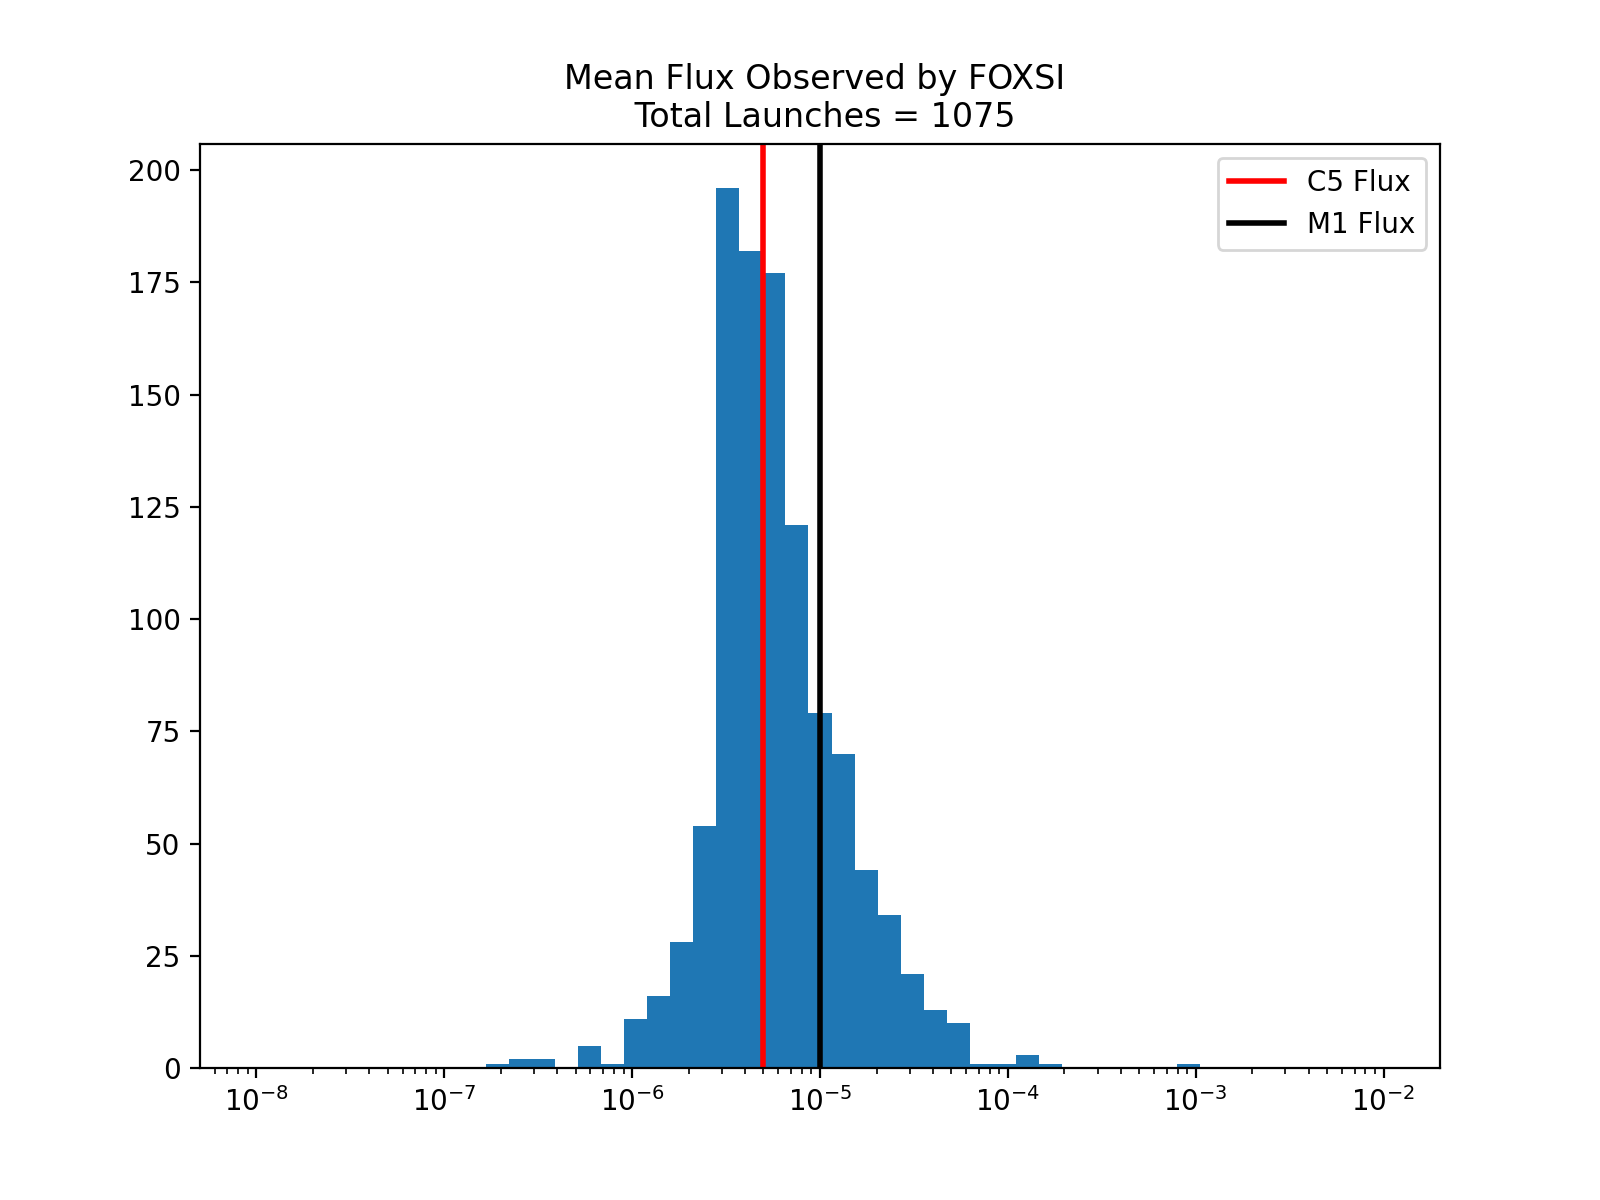 Mean Flux Observed by FOXSI
Total Launches = 1075
C5 Flux
M1 Flux
200
175
150
125
100
75
50
25
0
10⁻⁸ 10⁻⁷ 10⁻⁶ 10⁻⁵ 10⁻⁴ 10⁻³ 10⁻²